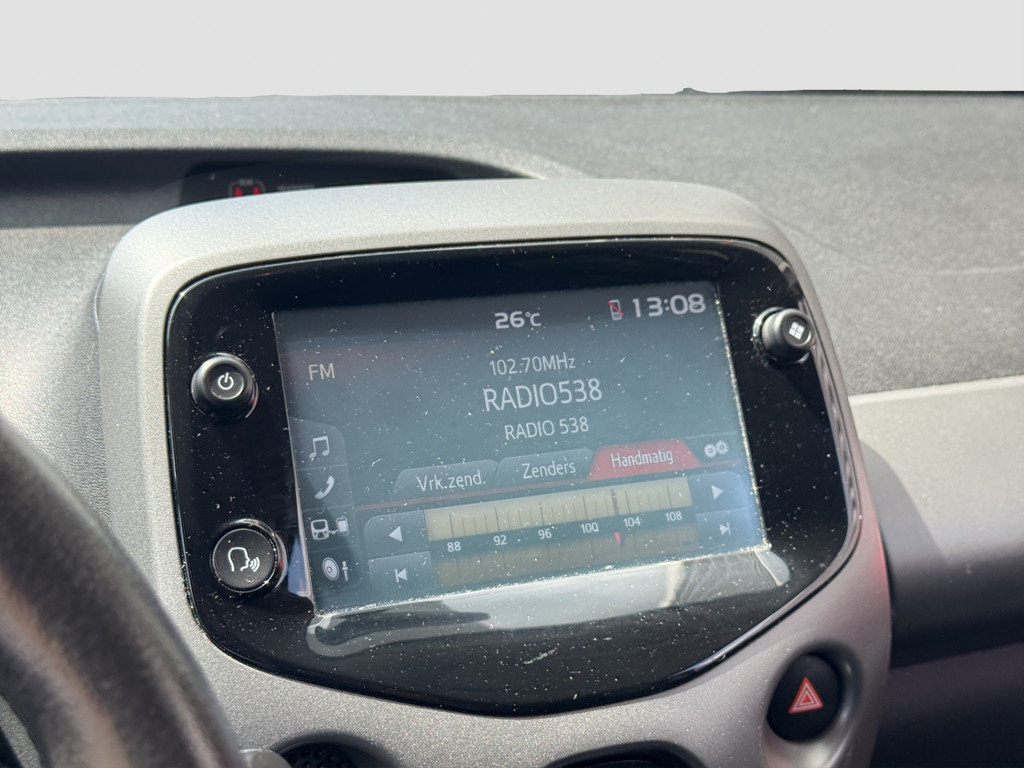 26°C 13:08
FM
102.70MHz
RADIO538
RADIO 538
Vrk.zend. Zenders Handmatig
88 92 96 100 104 108